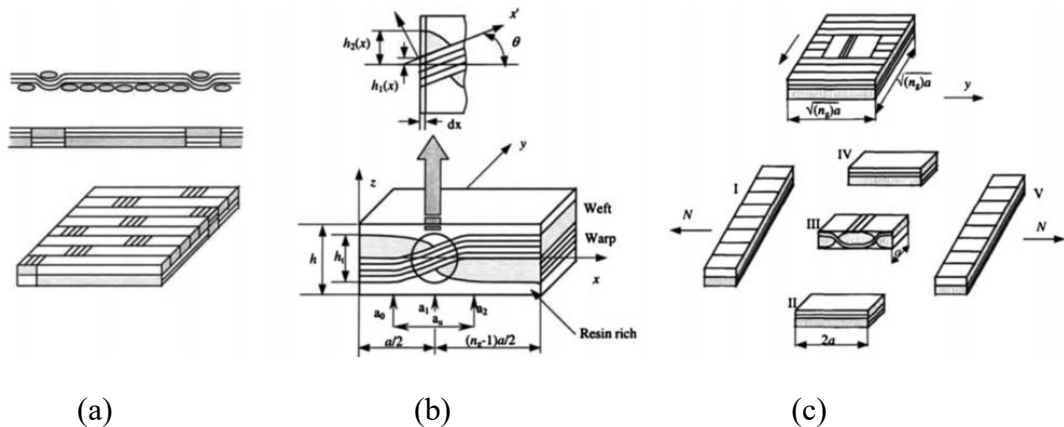 h₂(x)
x'
θ
h₁(x)
dx
y
z
Weft
Warp
h
hₜ
x
a₀
a₁
aᵤ
a₂
Resin rich
a/2
(n_g-1)a/2
√(n_g)a
√(n_g)a
y
IV
I
V
N
III
N
a
II
2a
(a)
(b)
(c)